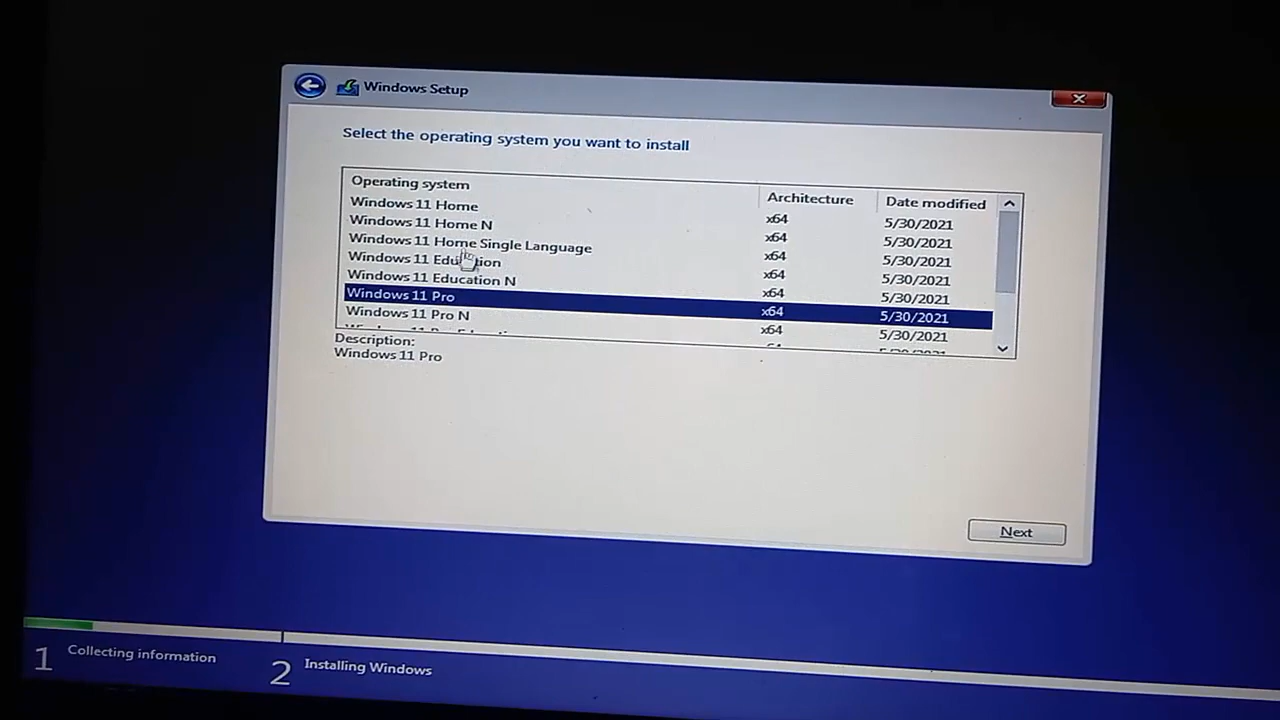 Windows Setup
Select the operating system you want to install
Operating system Architecture Date modified
Windows 11 Home x64 5/30/2021
Windows 11 Home N x64 5/30/2021
Windows 11 Home Single Language x64 5/30/2021
Windows 11 Education x64 5/30/2021
Windows 11 Education N x64 5/30/2021
Windows 11 Pro x64 5/30/2021
Windows 11 Pro N x64 5/30/2021
Description:
Windows 11 Pro
Next
1 Collecting information
2 Installing Windows